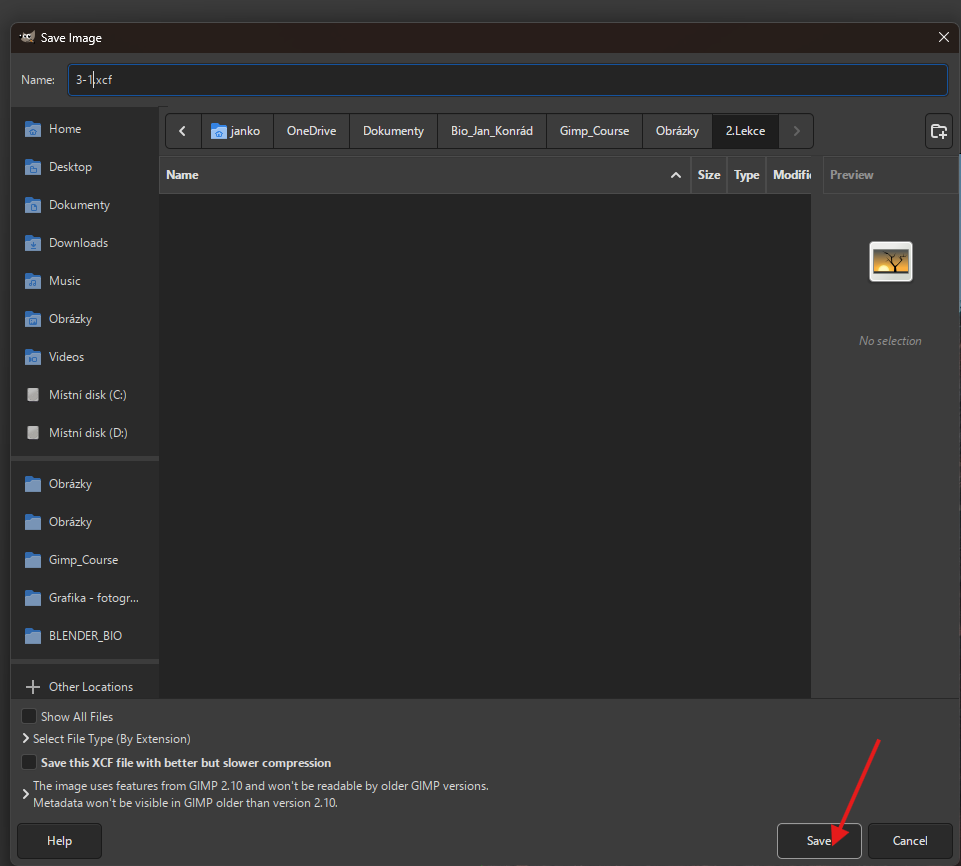 Save Image
Name: 3-1.xcf
janko OneDrive Dokumenty Bio_Jan_Konrád Gimp_Course Obrázky 2.Lekce
Home
Desktop
Dokumenty
Downloads
Music
Obrázky
Videos
Místní disk (C:)
Místní disk (D:)
Obrázky
Obrázky
Gimp_Course
Grafika - fotogr...
BLENDER_BIO
Other Locations
Name Size Type Modifi
Preview
No selection
Show All Files
Select File Type (By Extension)
Save this XCF file with better but slower compression
The image uses features from GIMP 2.10 and won't be readable by older GIMP versions.
Metadata won't be visible in GIMP older than version 2.10.
Help Save Cancel